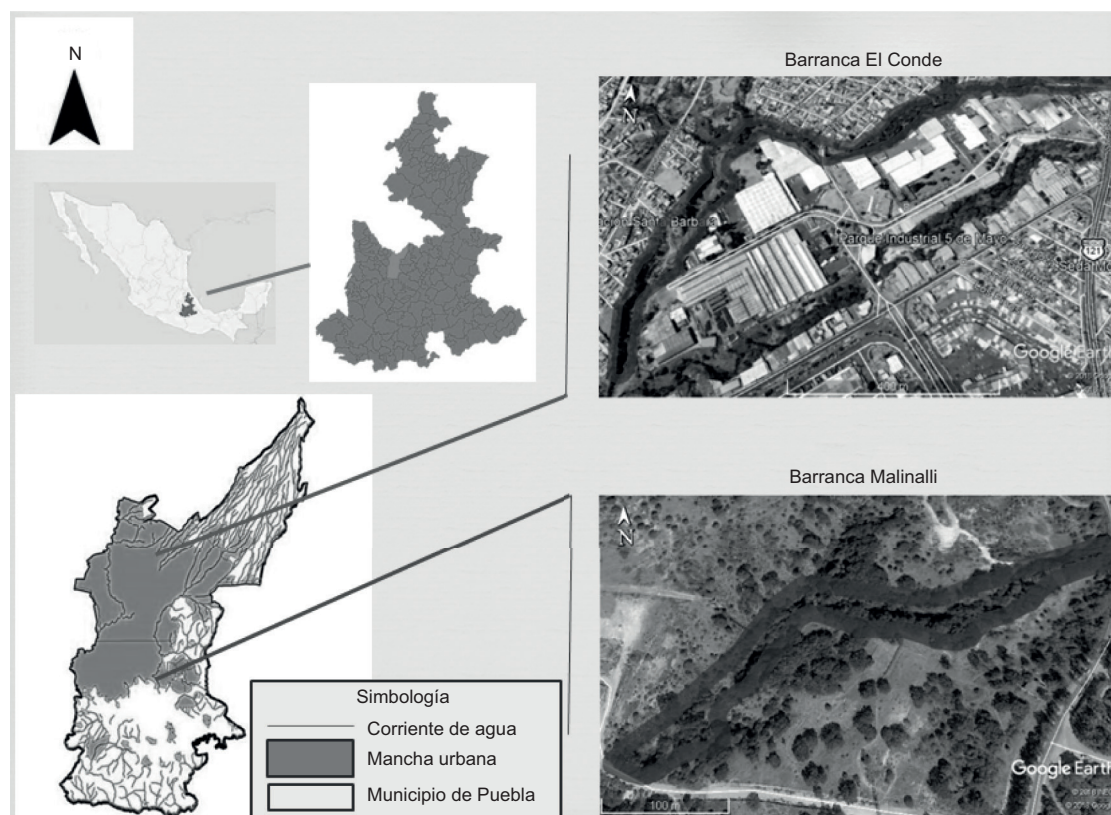 N
Barranca El Conde
N
Parque Industrial 5 de Mayo
121
Google Earth
Barranca Malinalli
N
Simbología
Corriente de agua
Mancha urbana
Municipio de Puebla
100 m
Google Earth